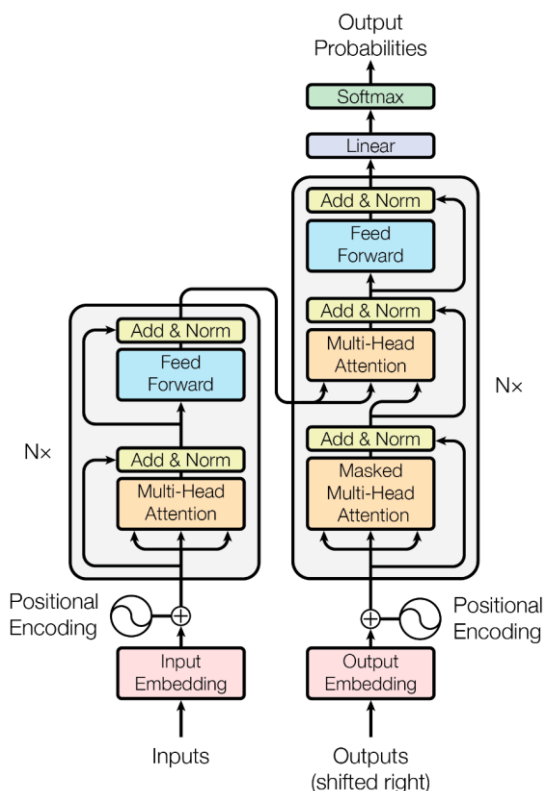 Output
Probabilities
Softmax
Linear
Add & Norm
Feed
Forward
Add & Norm
Multi-Head
Attention
Nx
Add & Norm
Masked
Multi-Head
Attention
Positional
Encoding
Output
Embedding
Outputs
(shifted right)
Add & Norm
Feed
Forward
Nx
Add & Norm
Multi-Head
Attention
Positional
Encoding
Input
Embedding
Inputs